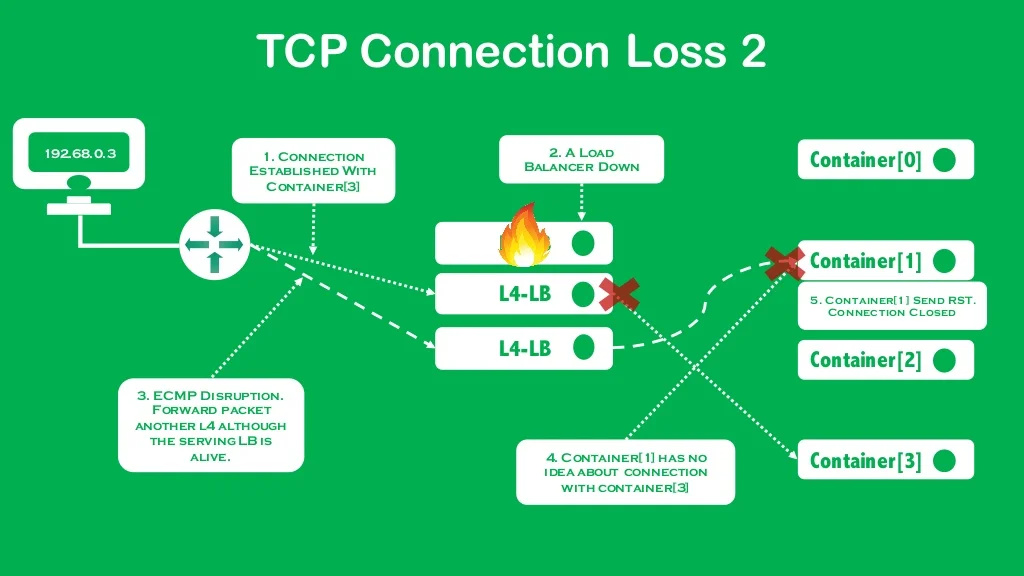 TCP Connection Loss 2
192.68.0.3
1. Connection
Established With
Container[3]
2. A Load
Balancer Down
Container[0]
Container[1]
L4-LB
5. Container[1] Send RST.
Connection Closed
L4-LB
Container[2]
3. ECMP Disruption.
Forward packet
another l4 although
the serving LB is
alive.
4. Container[1] has no
idea about connection
with container[3]
Container[3]